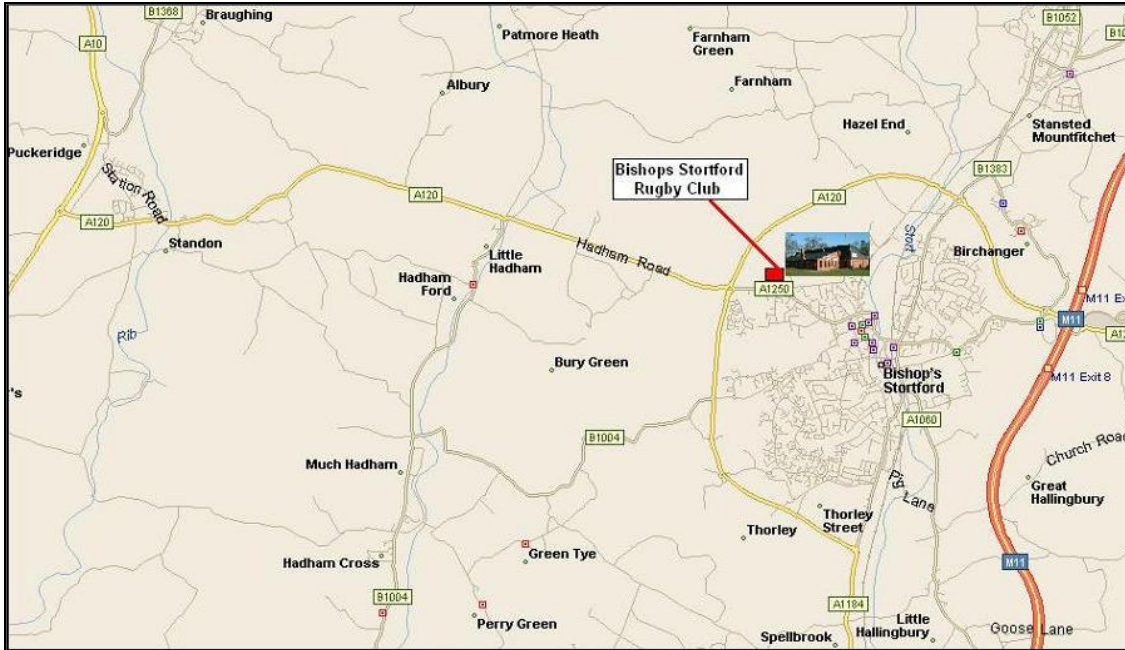 B1368
Braughing
Patmore Heath
Farnham
Green
B1052
A10
Albury
Farnham
Hazel End
Stansted
Mountfitchet
Puckeridge
Station Road
Bishops Stortford
Rugby Club
B1383
A120
A120
A120
Standon
Little
Hadham
Hadham Road
Stort
Birchanger
Hadham
Ford
A1250
M11
Rib
Bury Green
Bishop's
Stortford
M11 Exit 8
's
A1060
B1004
Church Road
Much Hadham
Pig Lane
Great
Hallingbury
Thorley
Street
Thorley
Green Tye
Hadham Cross
M11
B1004
A1184
Perry Green
Little
Hallingbury
Goose Lane
Spellbrook